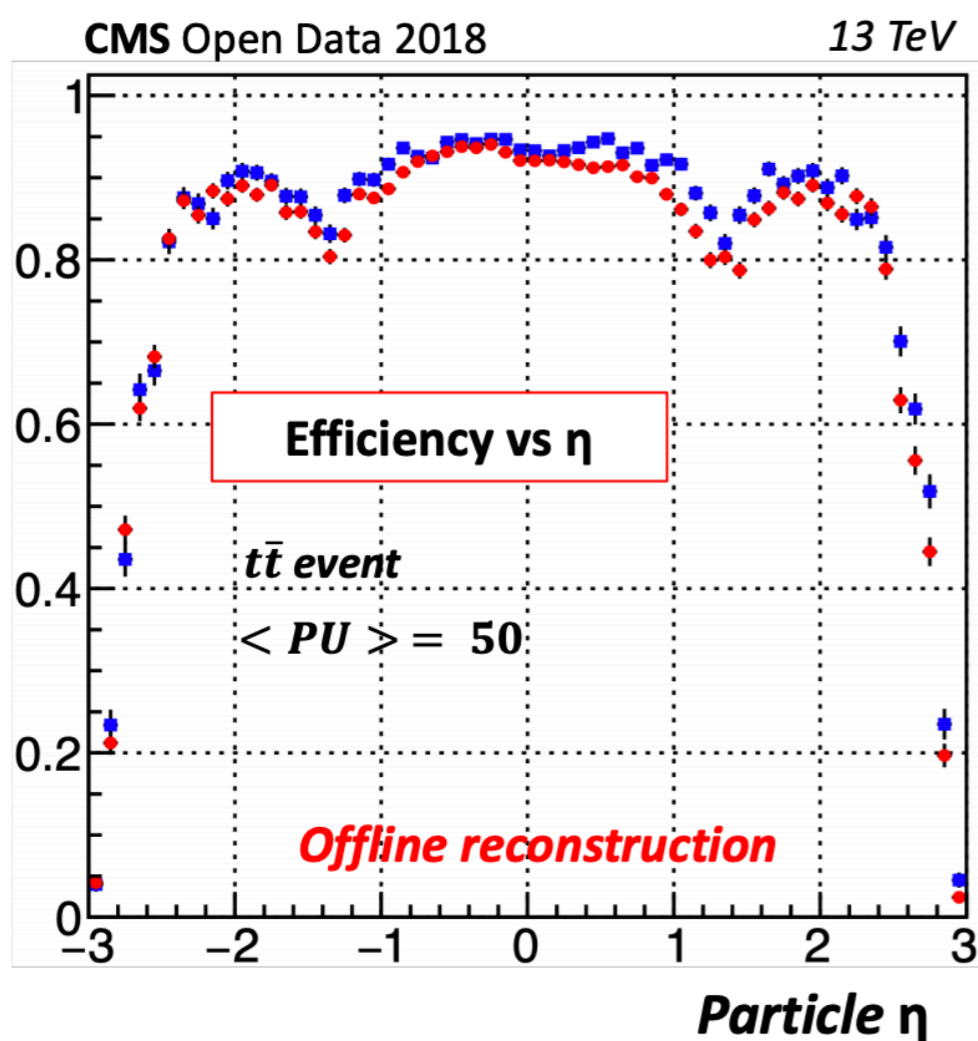 CMS Open Data 2018 13 TeV
1
0.8
0.6
Efficiency vs η
tt̄ event
0.4
< PU > = 50
0.2
Offline reconstruction
0
−3 −2 −1 0 1 2 3
Particle η